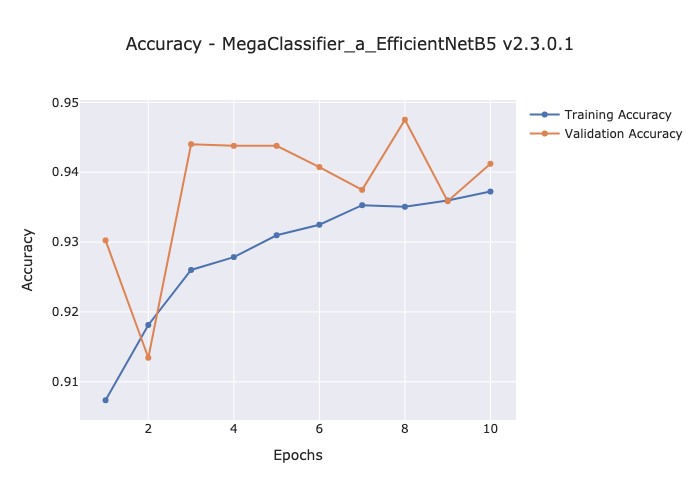 Accuracy - MegaClassifier_a_EfficientNetB5 v2.3.0.1
Training Accuracy
Validation Accuracy
Accuracy
0.95
0.94
0.93
0.92
0.91
2 4 6 8 10
Epochs